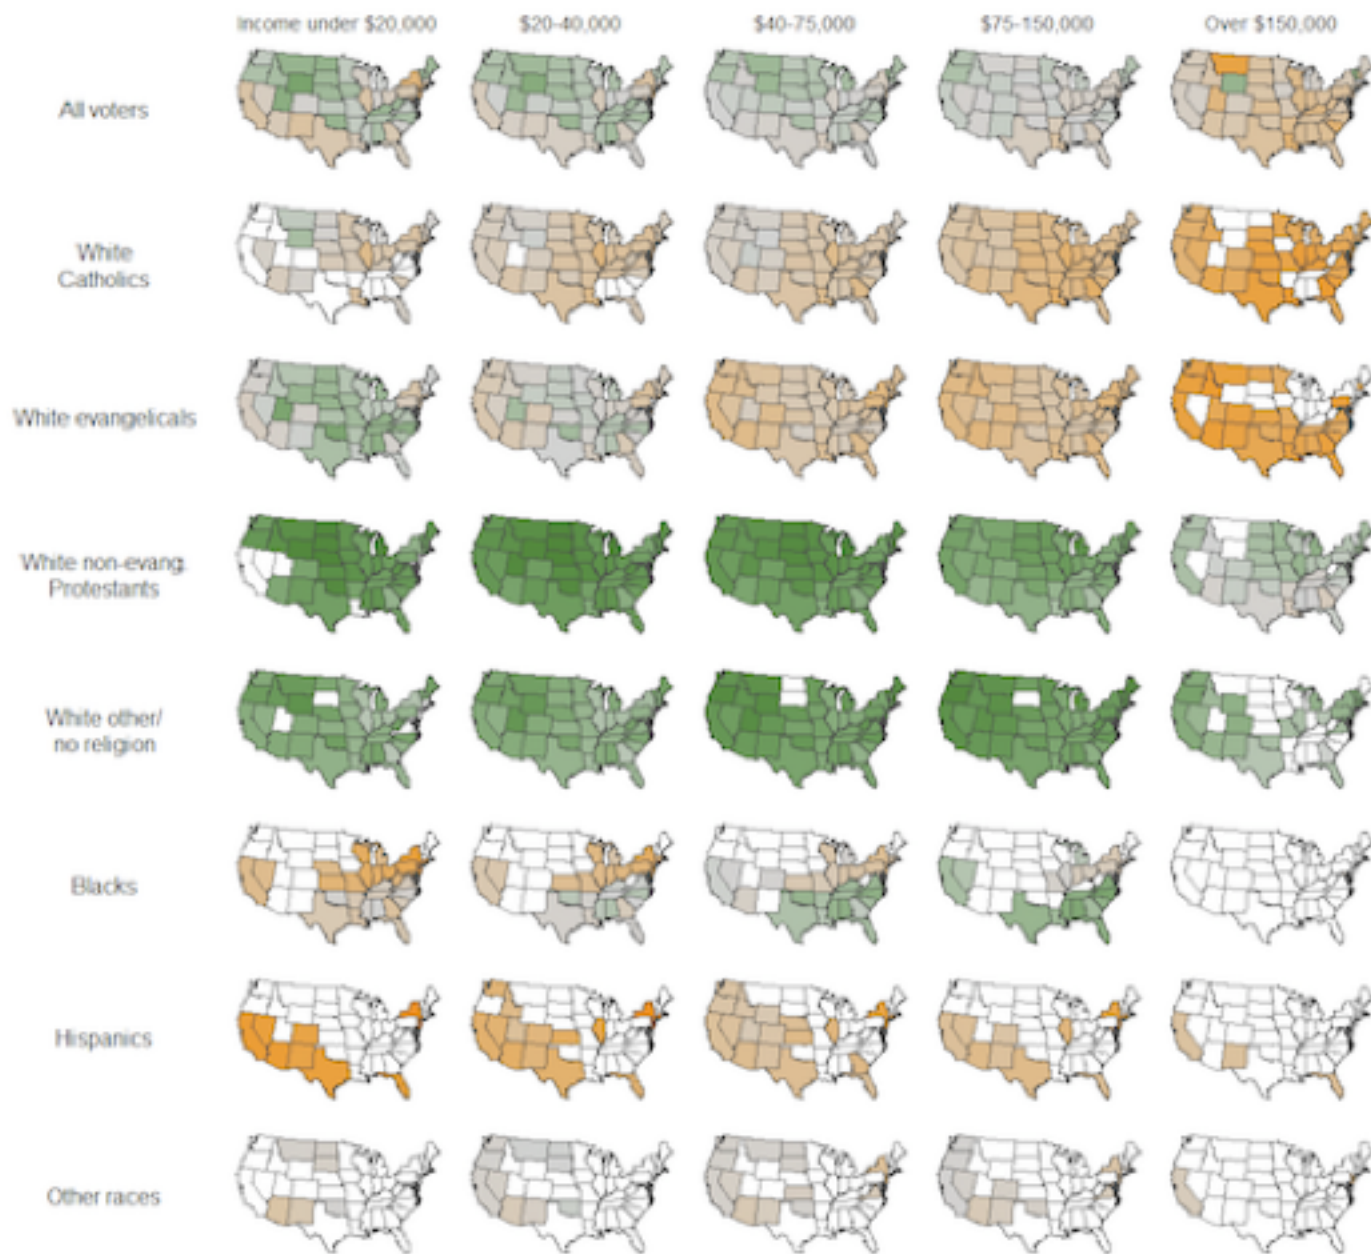 Income under $20,000
$20-40,000
$40-75,000
$75-150,000
Over $150,000
All voters
White
Catholics
White evangelicals
White non-evang.
Protestants
White other/
no religion
Blacks
Hispanics
Other races